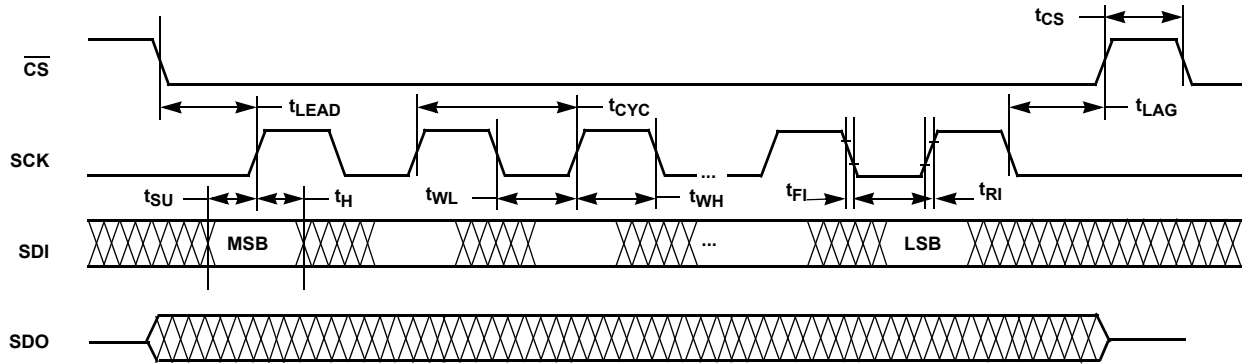 tCS
CS
tLEAD
tCYC
tLAG
SCK
...
tSU
tH
tWL
tWH
tFI
tRI
SDI
MSB
...
LSB
SDO